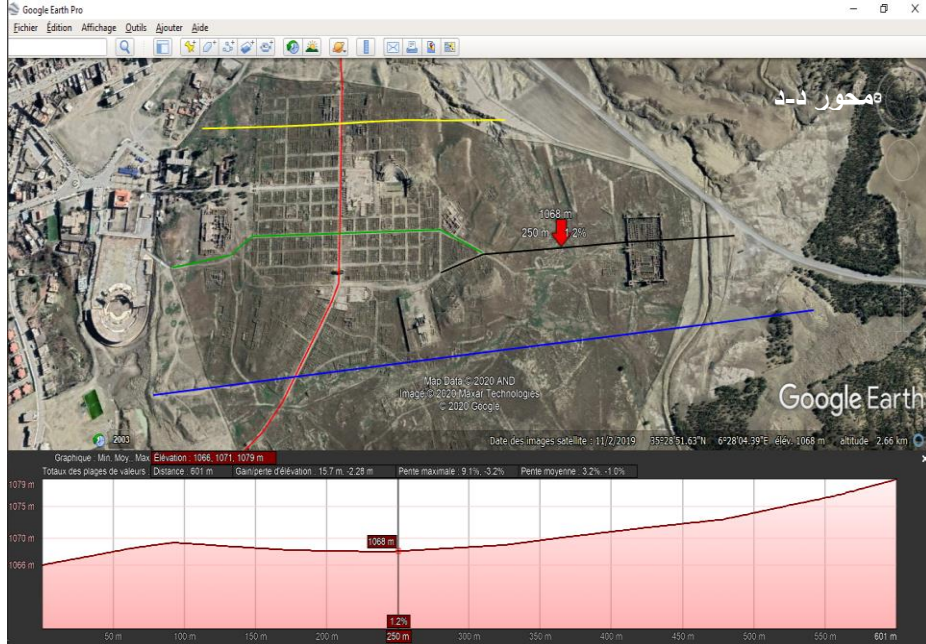 Google Earth Pro
Fichier Édition Affichage Outils Ajouter Aide
محور د-د
1068 m
250 m 1.2%
Map Data © 2020 AND
Image © 2020 Maxar Technologies
© 2020 Google
Google Earth
2003
Date des images satellite : 11/2/2019 35°28'51.63"N 6°28'04.39"E élév. 1068 m altitude 2.66 km
Graphique : Min. Moy.. Max Élévation : 1066, 1071, 1079 m
Totaux des plages de valeurs : Distance : 601 m Gain/perte d'élévation : 15.7 m, -2.28 m Pente maximale : 9.1%, -3.2% Pente moyenne : 3.2%, -1.0%
1079 m
1075 m
1070 m
1066 m
1068 m
1.2%
50 m 100 m 150 m 200 m 250 m 300 m 350 m 400 m 450 m 500 m 550 m 601 m